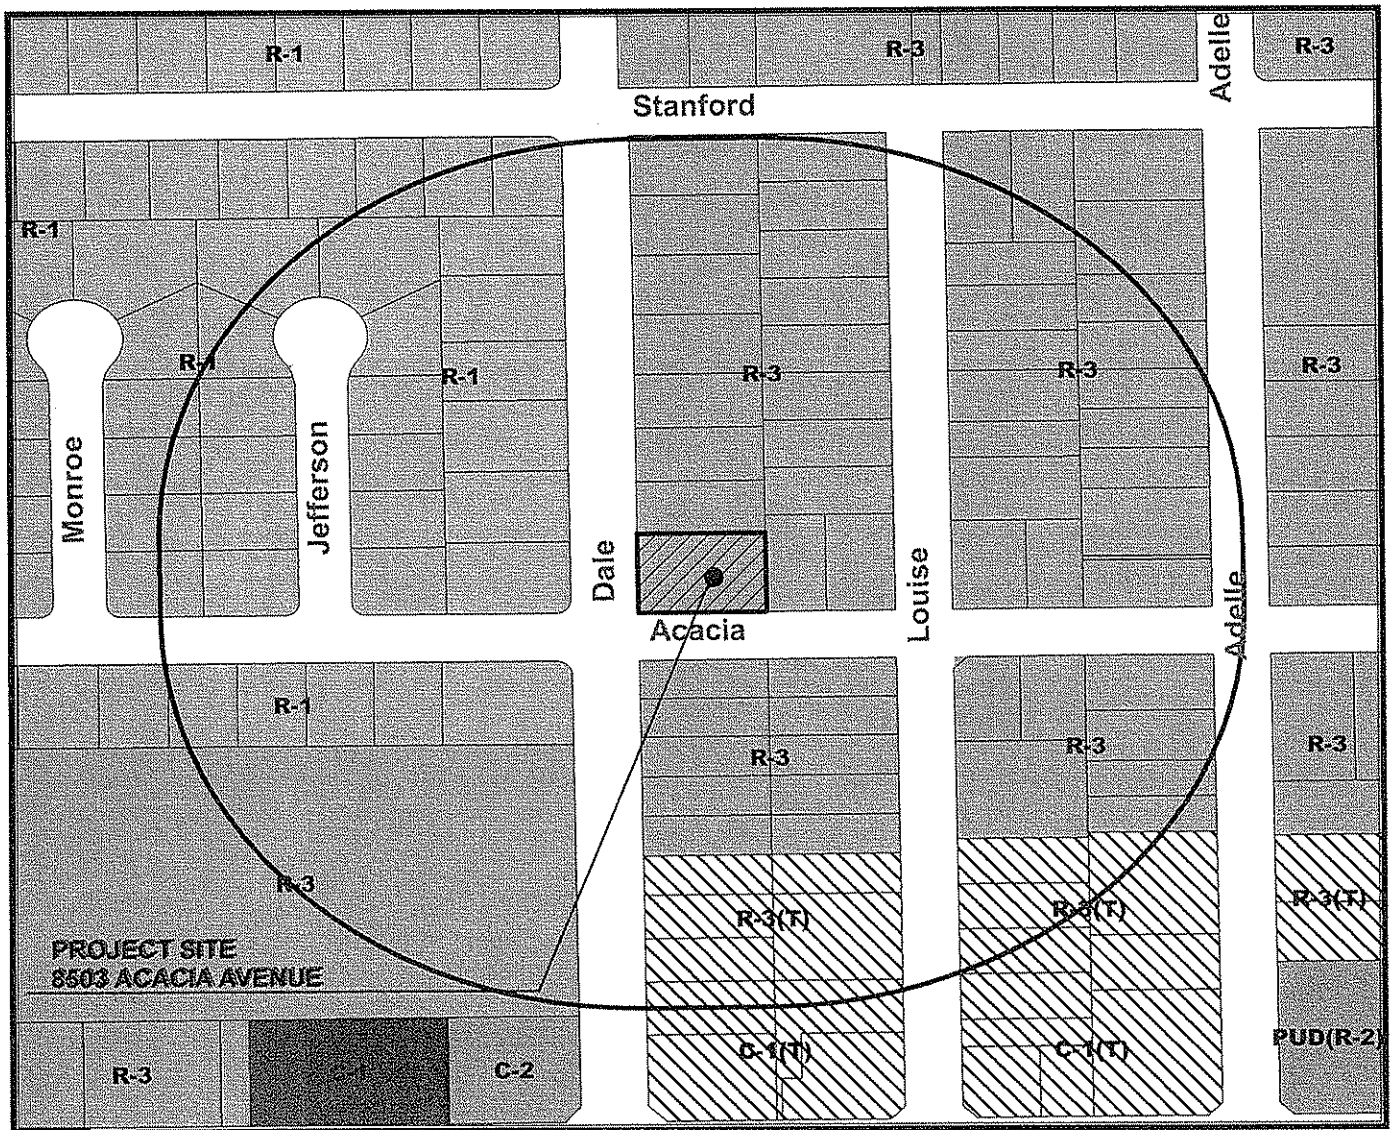 R-1
R-3
Adelle
R-3
Stanford
R-1
R-1
R-1
R-3
R-3
R-3
Monroe
Jefferson
Dale
Louise
Adelle
Acacia
R-1
R-3
R-3
R-3
R-3
R-3(T)
R-3(T)
R-3(T)
PROJECT SITE
8503 ACACIA AVENUE
R-3
C-2
C-1(T)
C-1(T)
PUD(R-2)